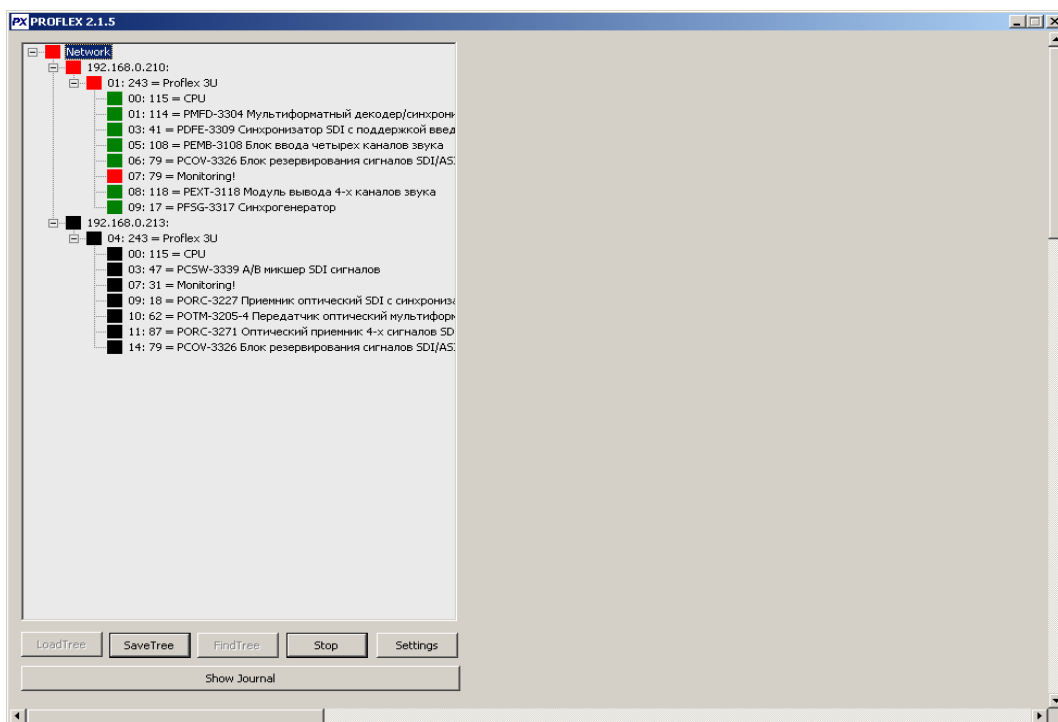 PX PROFLEX 2.1.5
Network
192.168.0.210:
01: 243 = Proflex 3U
00: 115 = CPU
01: 114 = PMFD-3304 Мультиформатный декодер/синхрони
03: 41 = PDFE-3309 Синхронизатор SDI с поддержкой введ
05: 108 = PEMB-3108 Блок ввода четырех каналов звука
06: 79 = PCOV-3326 Блок резервирования сигналов SDI/AS
07: 79 = Monitoring!
08: 118 = PEXT-3118 Модуль вывода 4-х каналов звука
09: 17 = PFSG-3317 Синхрогенератор
192.168.0.213:
04: 243 = Proflex 3U
00: 115 = CPU
03: 47 = PCSW-3339 A/B микшер SDI сигналов
07: 31 = Monitoring!
09: 18 = PORC-3227 Приемник оптический SDI с синхрониз
10: 62 = POTM-3205-4 Передатчик оптический мультиформ
11: 87 = PORC-3271 Оптический приемник 4-х сигналов SD
14: 79 = PCOV-3326 Блок резервирования сигналов SDI/AS
LoadTree SaveTree FindTree Stop Settings
Show Journal